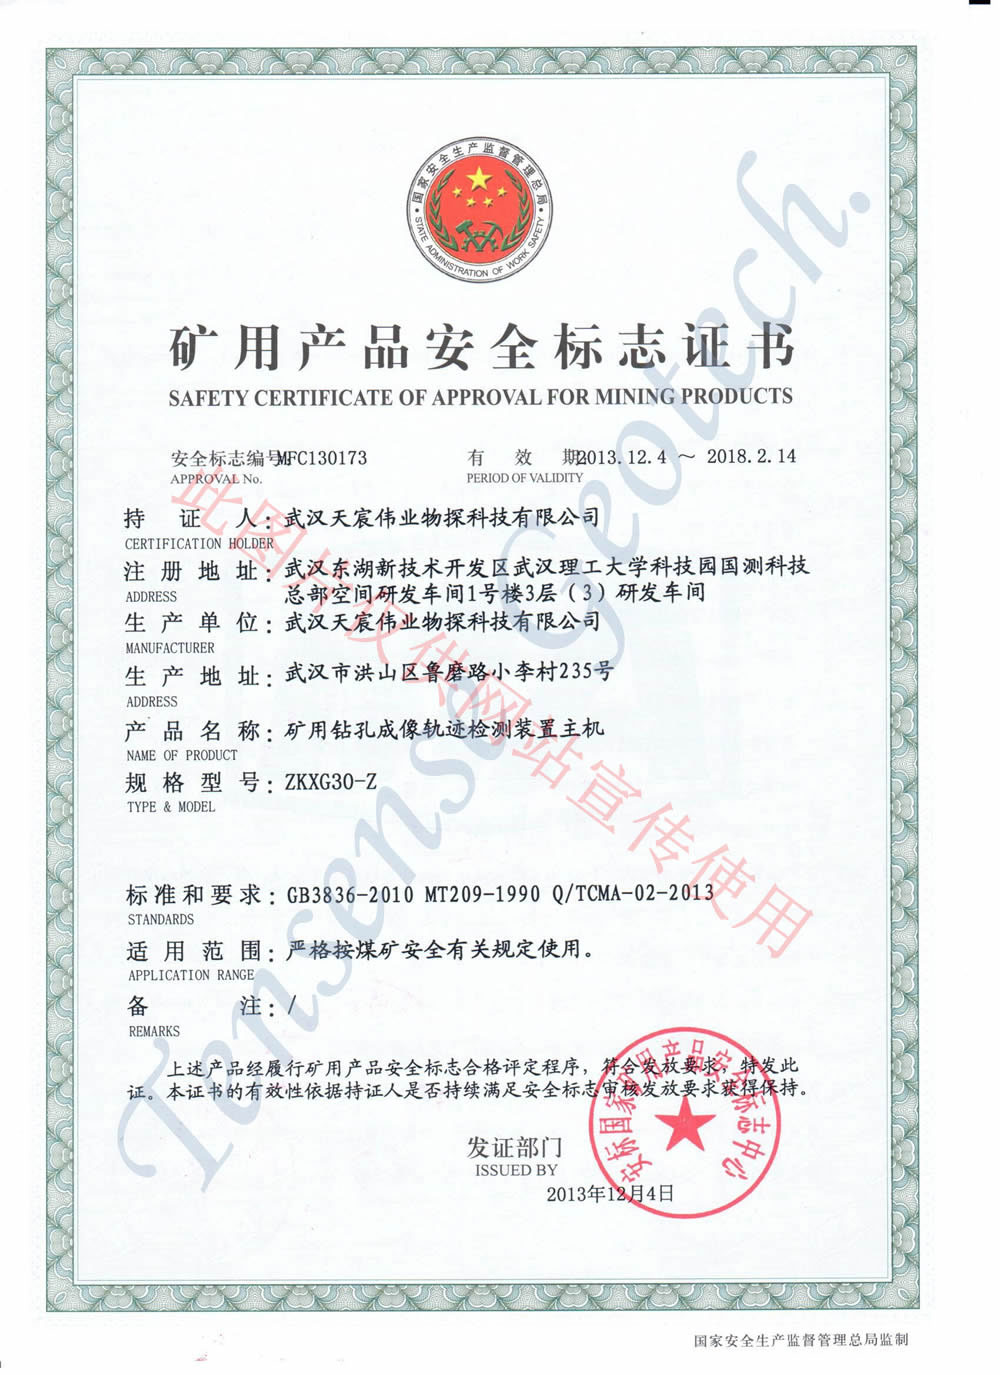 国家安全生产监督管理总局
STATE ADMINISTRATION OF WORK SAFETY
矿用产品安全标志证书
SAFETY CERTIFICATE OF APPROVAL FOR MINING PRODUCTS
安全标志编号 MFC130173 有 效 期 2013.12.4 ~ 2018.2.14
APPROVAL No. PERIOD OF VALIDITY
持 证 人：武汉天宸伟业物探科技有限公司
CERTIFICATION HOLDER
注 册 地 址：武汉东湖新技术开发区武汉理工大学科技园国测科技
ADDRESS 总部空间研发车间1号楼3层（3）研发车间
生 产 单 位：武汉天宸伟业物探科技有限公司
MANUFACTURER
生 产 地 址：武汉市洪山区鲁磨路小李村235号
ADDRESS
产 品 名 称：矿用钻孔成像轨迹检测装置主机
NAME OF PRODUCT
规 格 型 号：ZKXG30-Z
TYPE & MODEL
标准和要求：GB3836-2010 MT209-1990 Q/TCMA-02-2013
STANDARDS
适 用 范 围：严格按煤矿安全有关规定使用。
APPLICATION RANGE
备 注：/
REMARKS
上述产品经履行矿用产品安全标志合格评定程序，符合发放要求，特发此
证。本证书的有效性依据持证人是否持续满足安全标志审核发放要求获得保持。
发证部门
ISSUED BY
2013年12月4日
安标国家矿用产品安全标志中心
国家安全生产监督管理总局监制
此图片仅供网站宣传使用
Tensense Geotech.